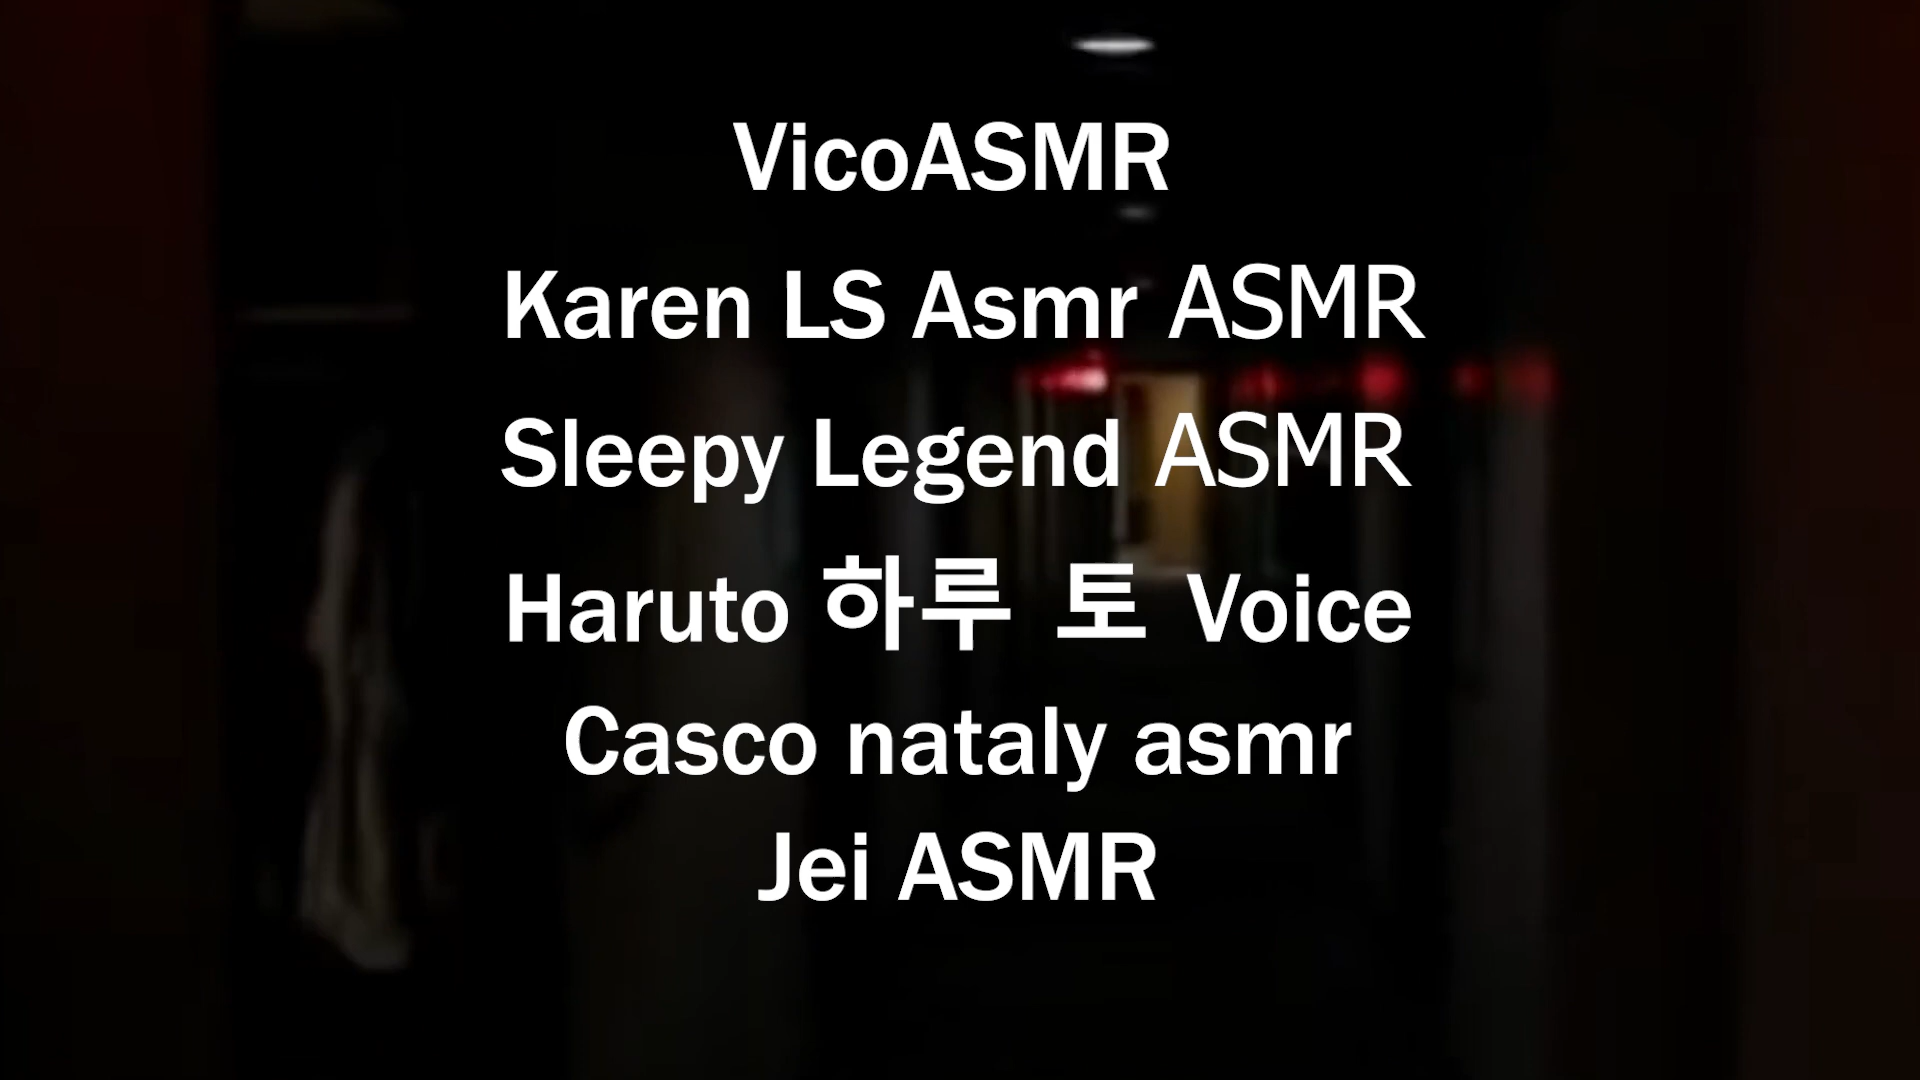 VicoASMR
Karen LS Asmr ASMR
Sleepy Legend ASMR
Haruto 하루 토 Voice
Casco nataly asmr
Jei ASMR